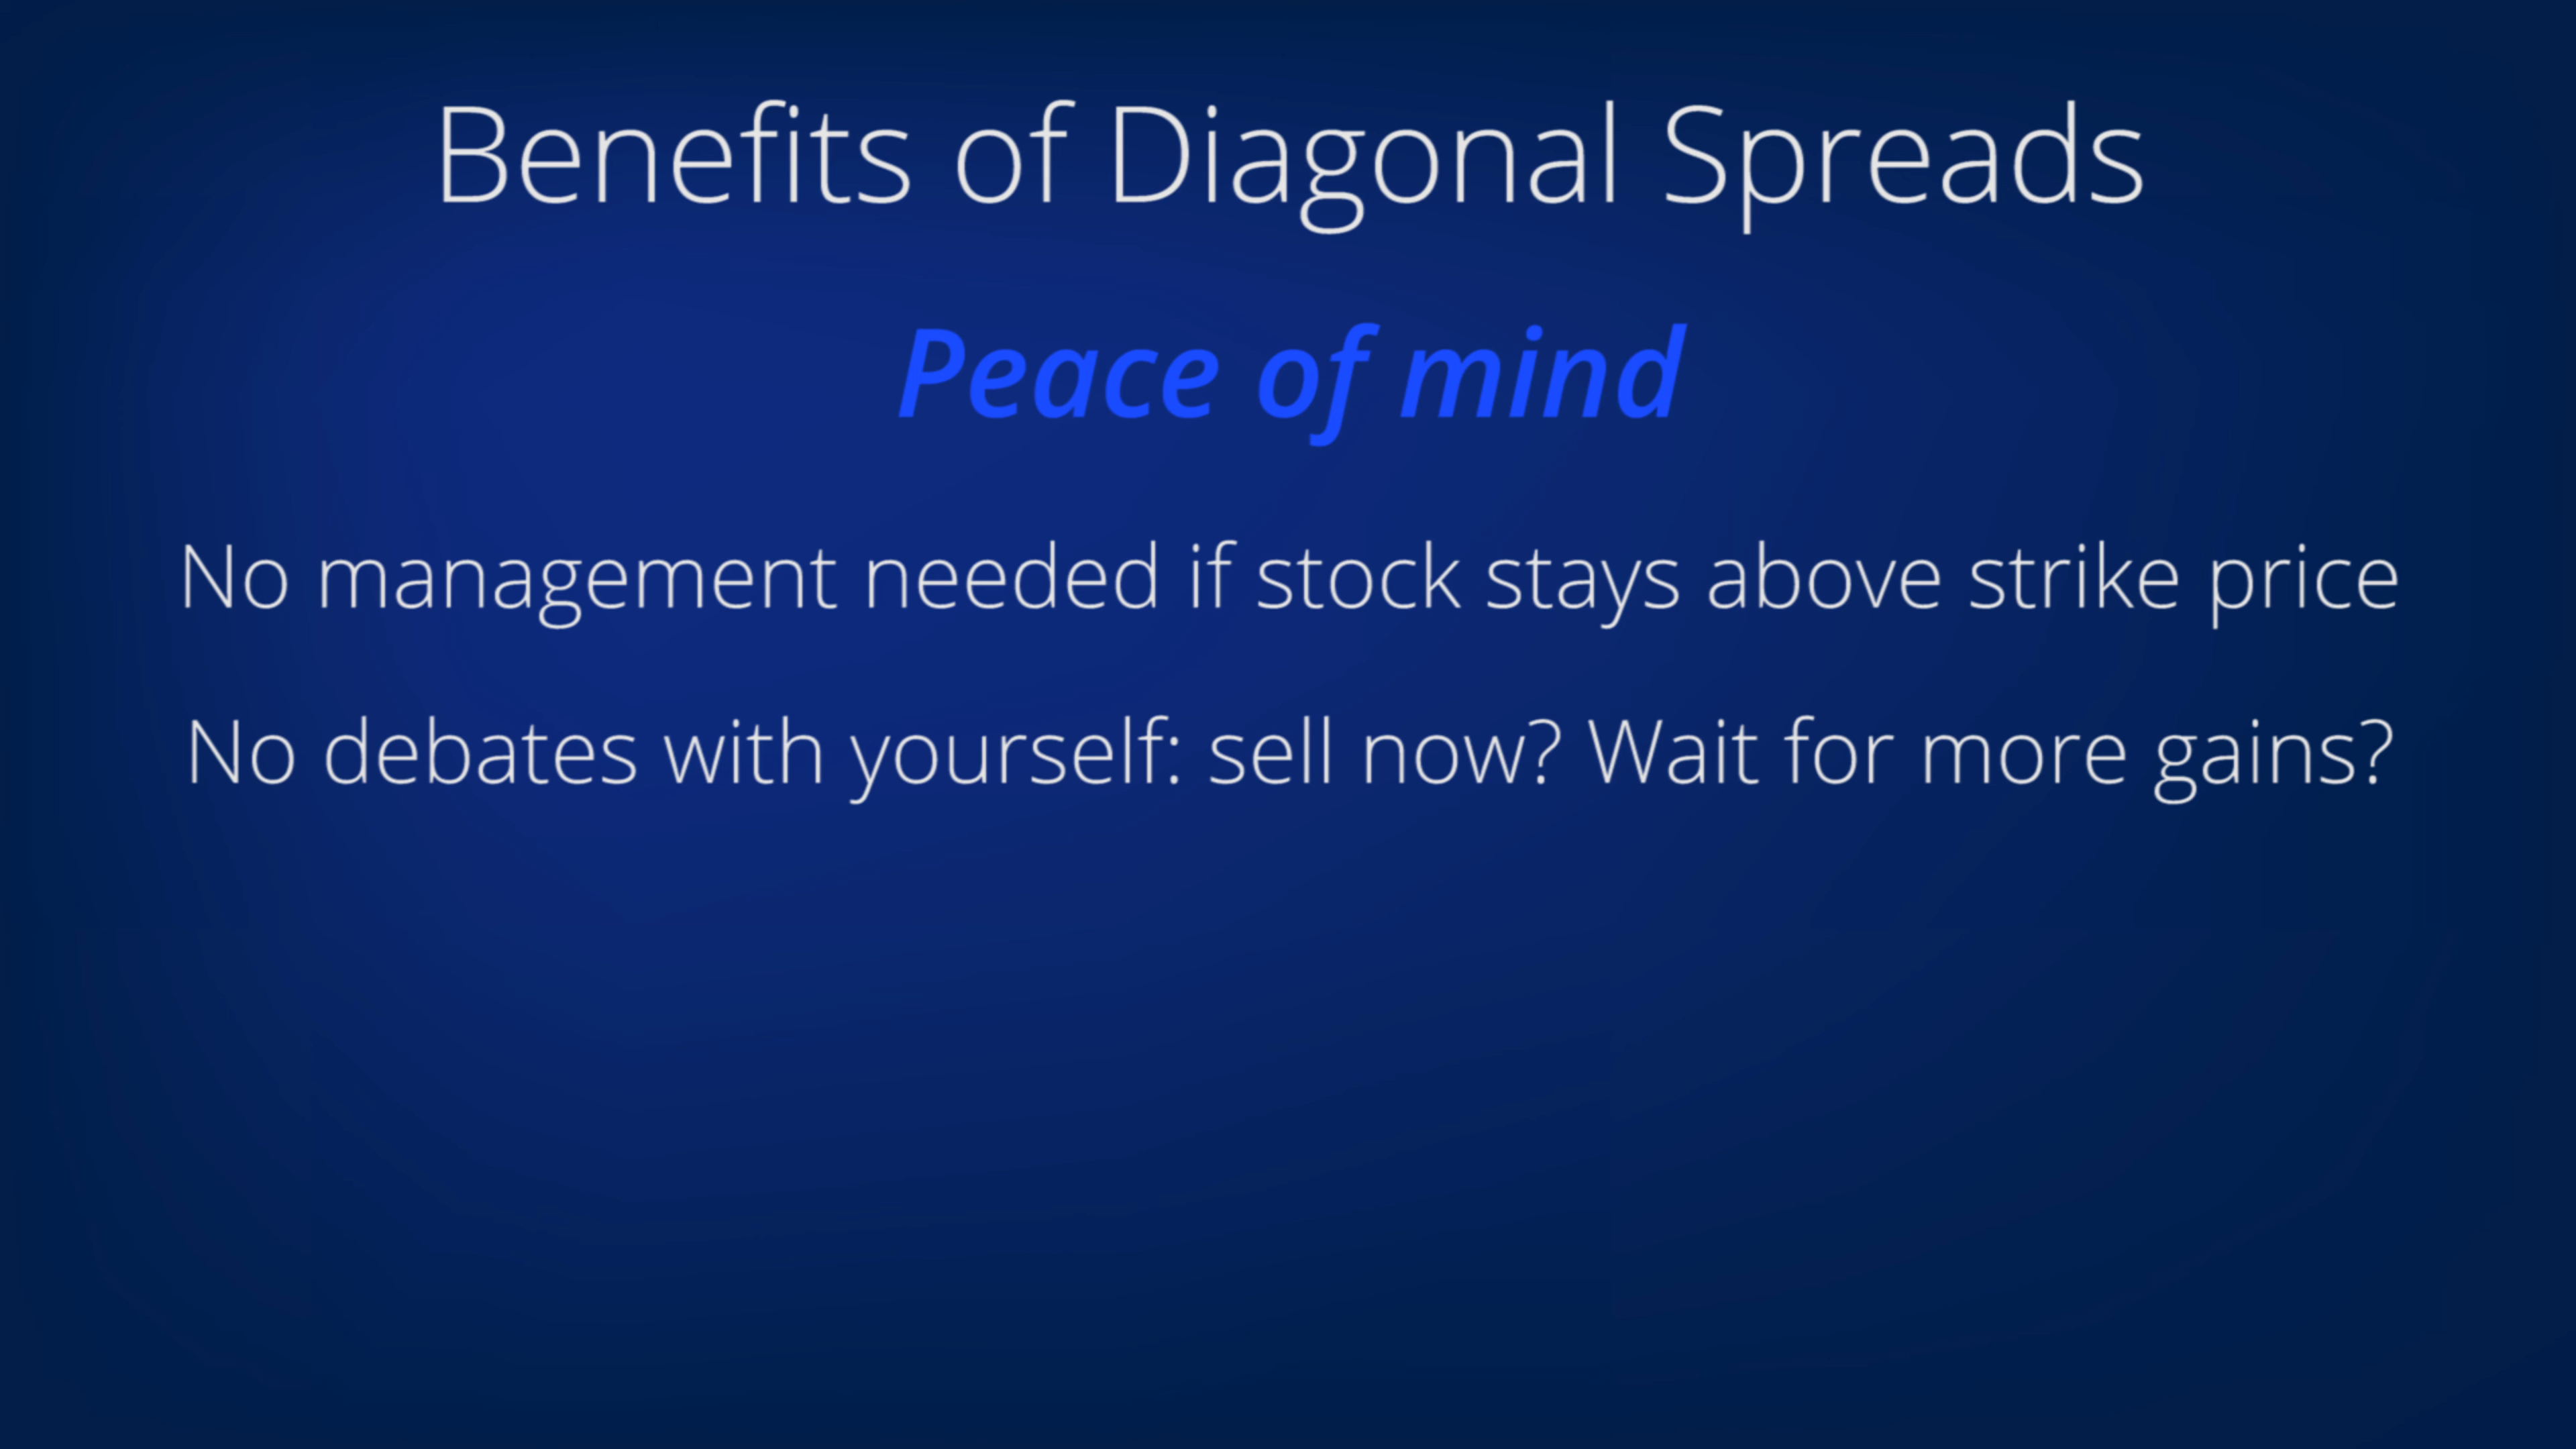 Benefits of Diagonal Spreads
Peace of mind
No management needed if stock stays above strike price
No debates with yourself: sell now? Wait for more gains?